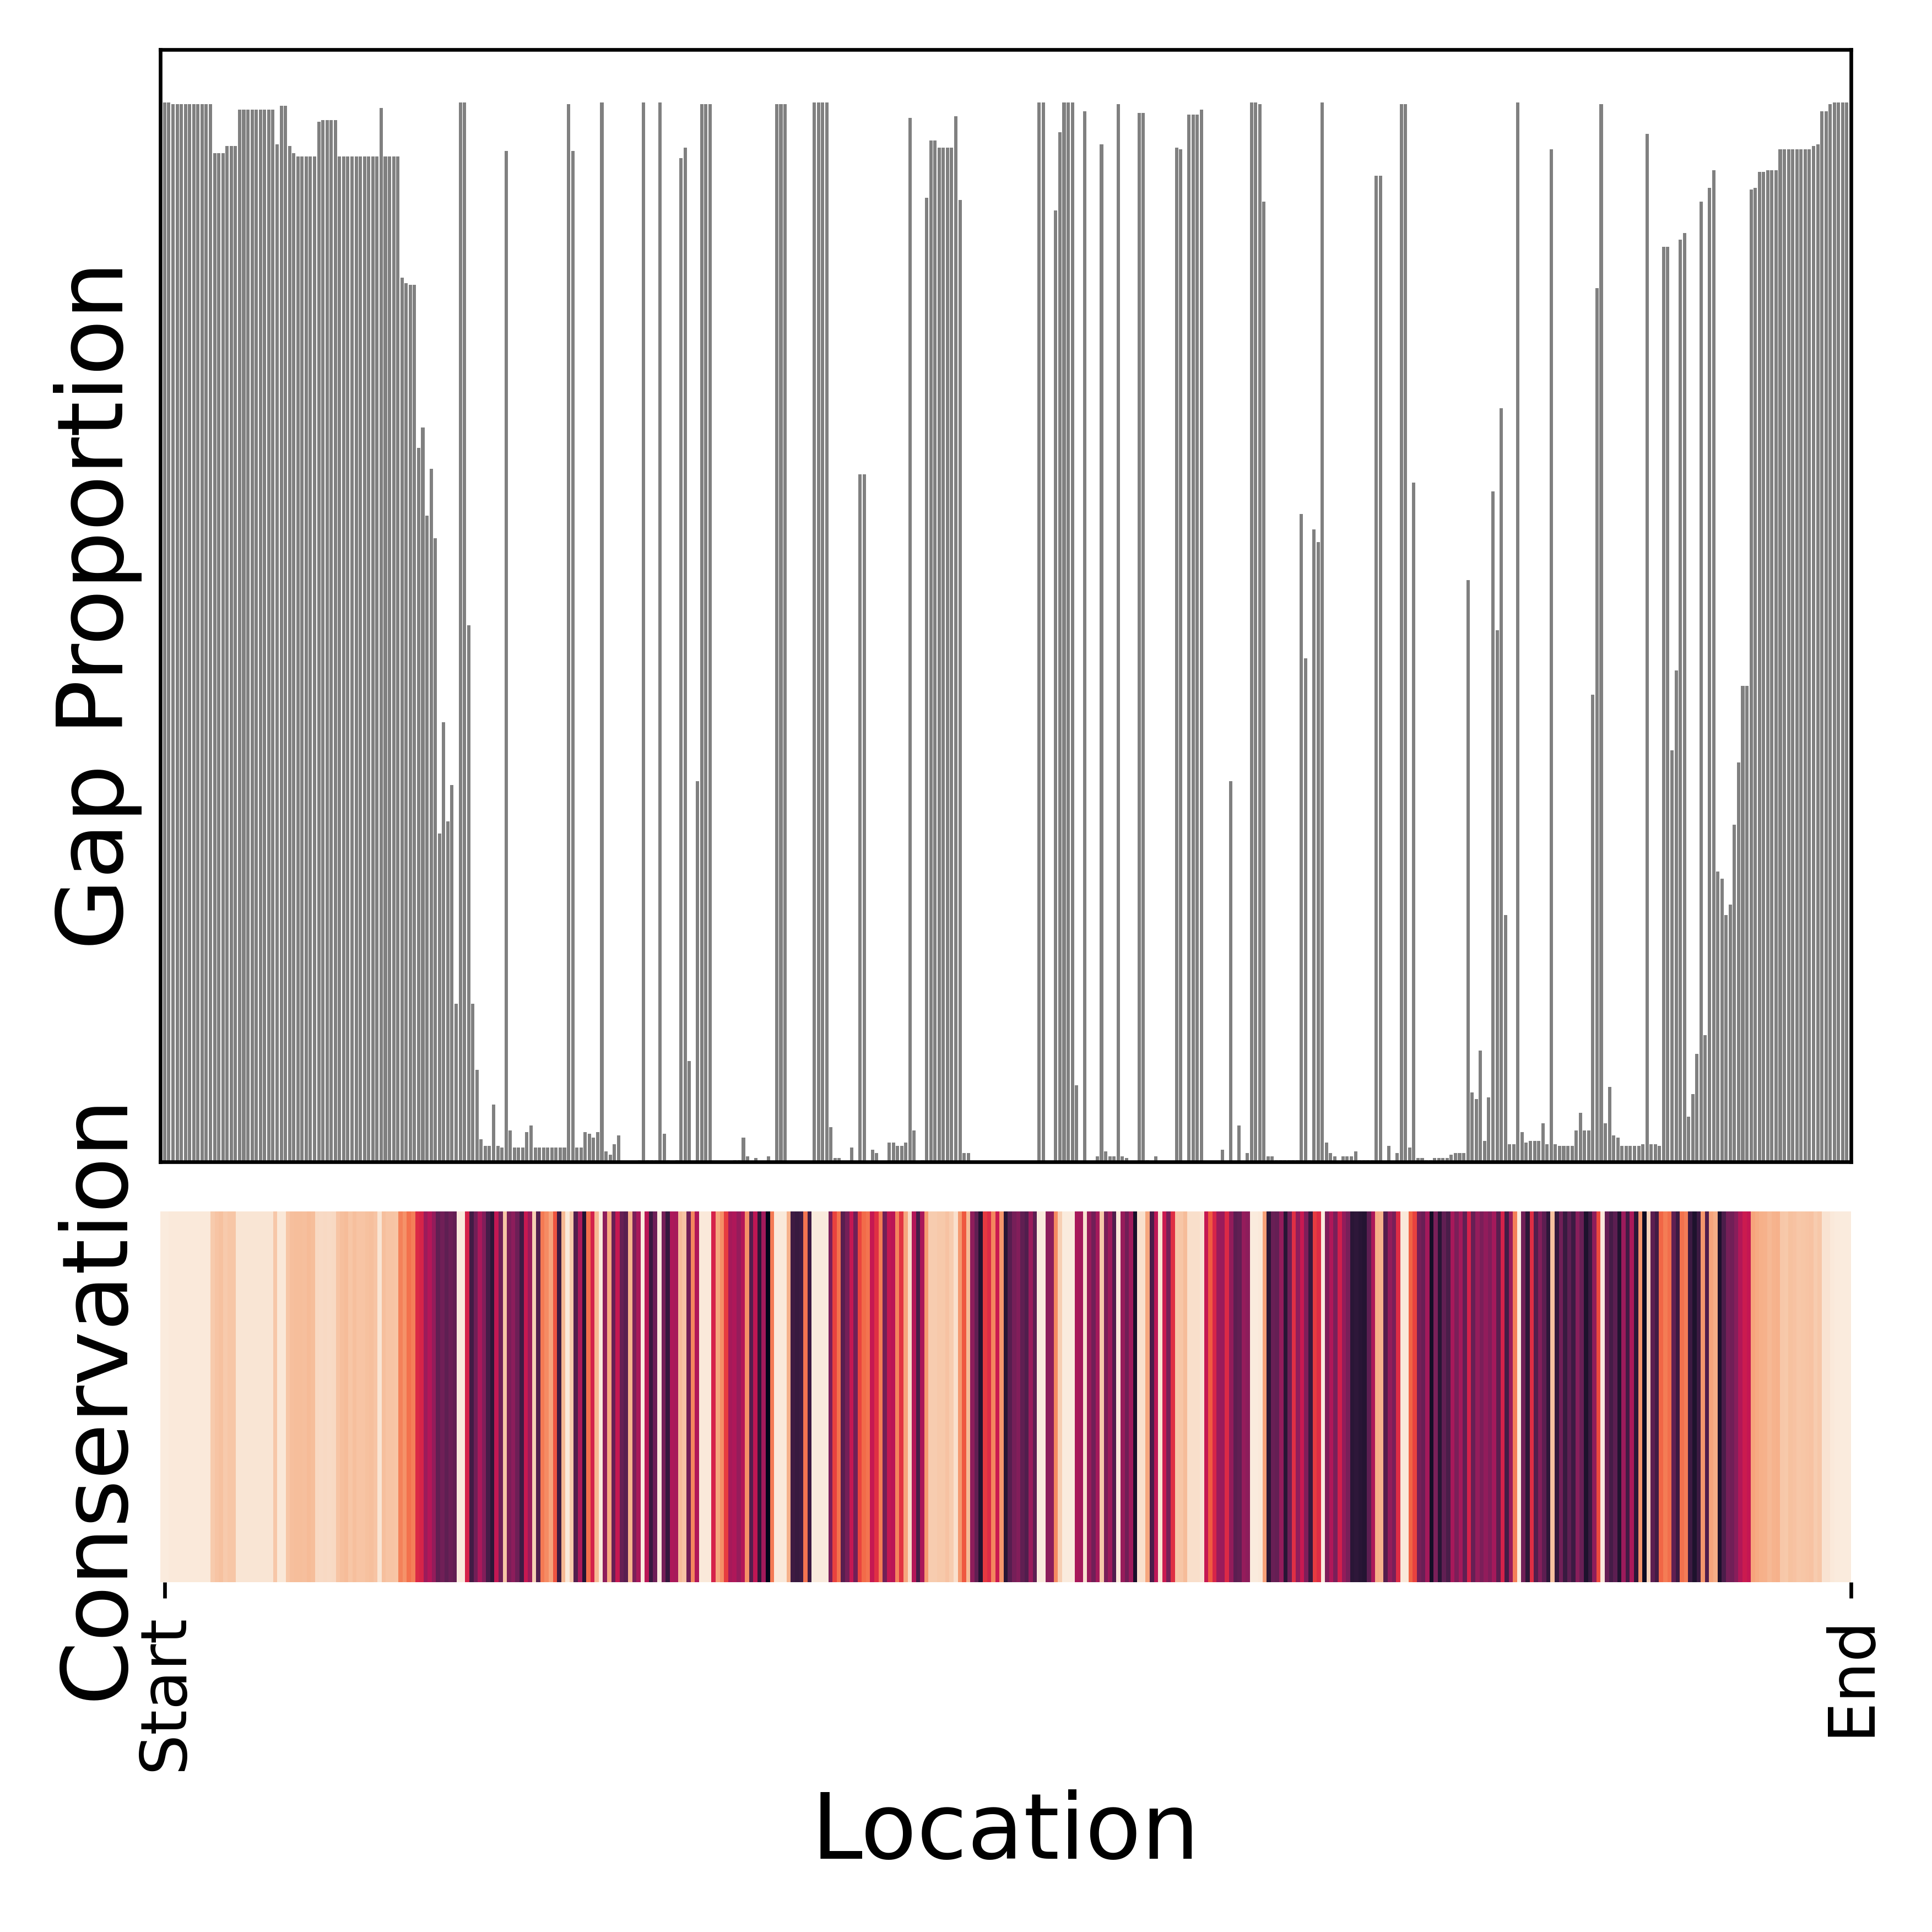 Gap Proportion
Conservation
Start
End
Location